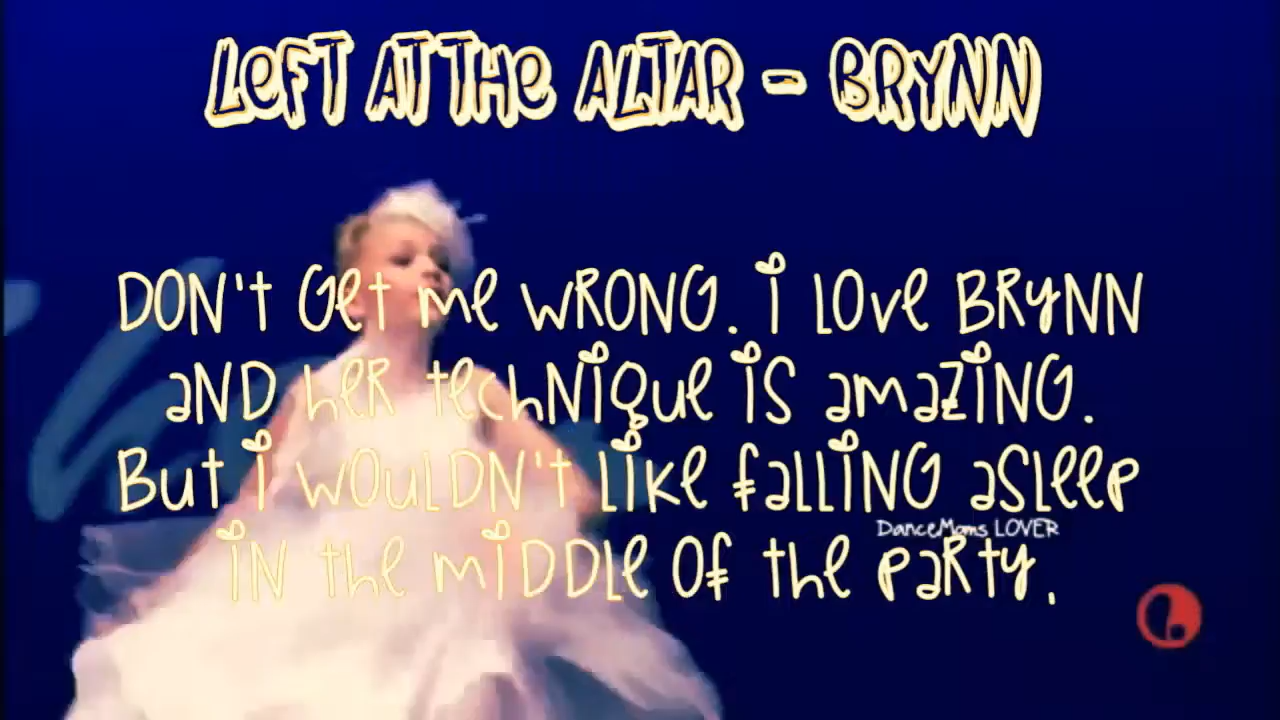 Left at the Altar - Brynn
Don't get me wrong. I love Brynn
and her technique is amazing.
But I wouldn't like falling asleep
DanceMoms LOVER
in the middle of the party.